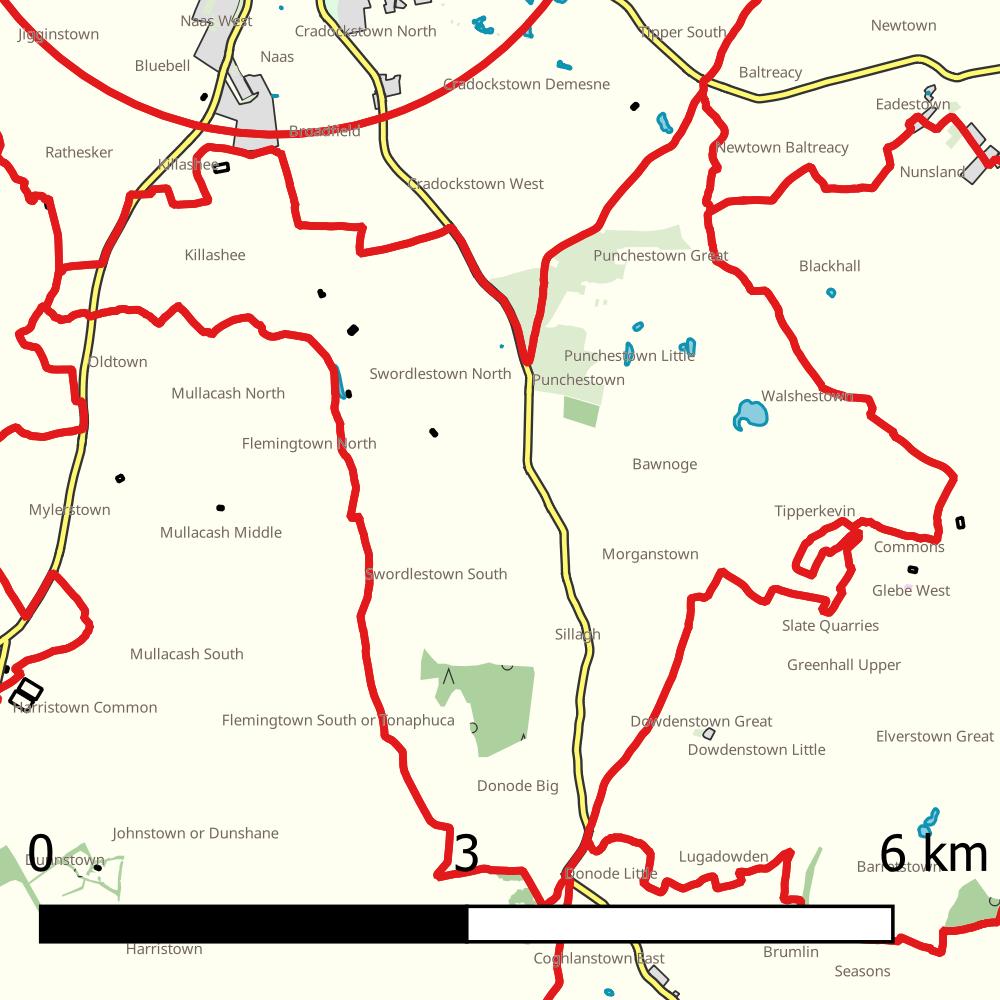 Naas West
Jigginstown
Cradockstown North
Tipper South
Newtown
Bluebell
Naas
Baltreacy
Cradockstown Demesne
Eadestown
Broadfield
Rathesker
Killashee
Newtown Baltreacy
Nunsland
Cradockstown West
Killashee
Punchestown Great
Blackhall
Oldtown
Punchestown Little
Swordlestown North
Punchestown
Mullacash North
Walshestown
Flemingtown North
Bawnoge
Mylerstown
Tipperkevin
Mullacash Middle
Commons
Morganstown
Swordlestown South
Glebe West
Slate Quarries
Sillagh
Mullacash South
Greenhall Upper
Harristown Common
Flemingtown South or Tonaphuca
Dowdenstown Great
Elverstown Great
Dowdenstown Little
Donode Big
Johnstown or Dunshane
0
3
6 km
Dunnstown
Lugadowden
Barrotstown
Donode Little
Harristown
Coghlanstown East
Brumlin
Seasons